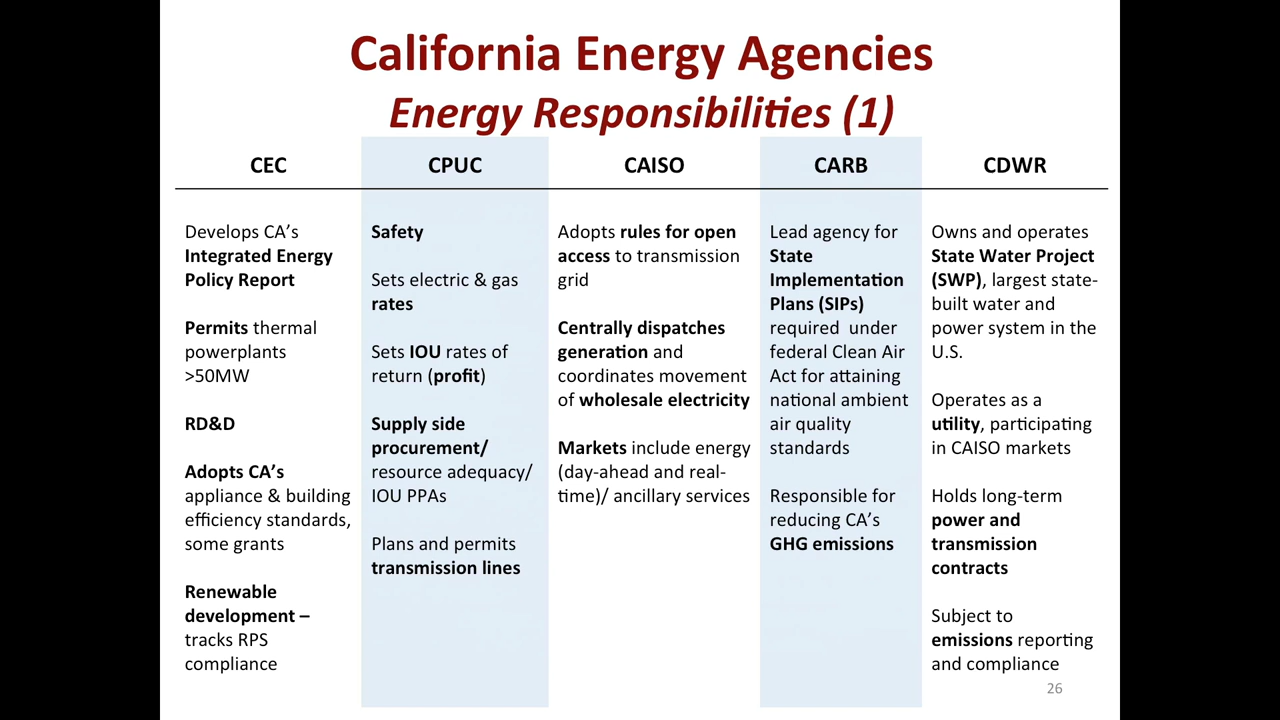 California Energy Agencies
Energy Responsibilities (1)
CEC
CPUC
CAISO
CARB
CDWR
Develops CA's
Integrated Energy
Policy Report
Permits thermal
powerplants
>50MW
RD&D
Adopts CA's
appliance & building
efficiency standards,
some grants
Renewable
development –
tracks RPS
compliance
Safety
Sets electric & gas
rates
Sets IOU rates of
return (profit)
Supply side
procurement/
resource adequacy/
IOU PPAs
Plans and permits
transmission lines
Adopts rules for open
access to transmission
grid
Centrally dispatches
generation and
coordinates movement
of wholesale electricity
Markets include energy
(day-ahead and real-
time)/ ancillary services
Lead agency for
State
Implementation
Plans (SIPs)
required under
federal Clean Air
Act for attaining
national ambient
air quality
standards
Responsible for
reducing CA's
GHG emissions
Owns and operates
State Water Project
(SWP), largest state-
built water and
power system in the
U.S.
Operates as a
utility, participating
in CAISO markets
Holds long-term
power and
transmission
contracts
Subject to
emissions reporting
and compliance
26